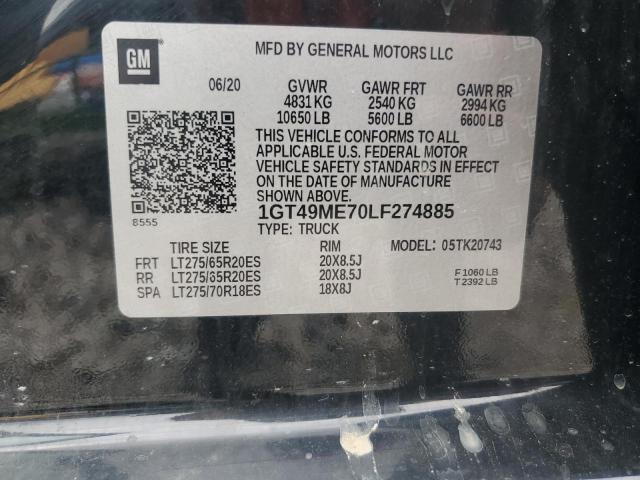 GM
MFD BY GENERAL MOTORS LLC
06/20 GVWR GAWR FRT GAWR RR
4831 KG 2540 KG 2994 KG
10650 LB 5600 LB 6600 LB
THIS VEHICLE CONFORMS TO ALL
APPLICABLE U.S. FEDERAL MOTOR
VEHICLE SAFETY STANDARDS IN EFFECT
ON THE DATE OF MANUFACTURE
SHOWN ABOVE.
1GT49ME70LF274885
8555 TYPE: TRUCK
TIRE SIZE RIM MODEL: 05TK20743
FRT LT275/65R20ES 20X8.5J F 1060 LB
RR LT275/65R20ES 20X8.5J T 2392 LB
SPA LT275/70R18ES 18X8J